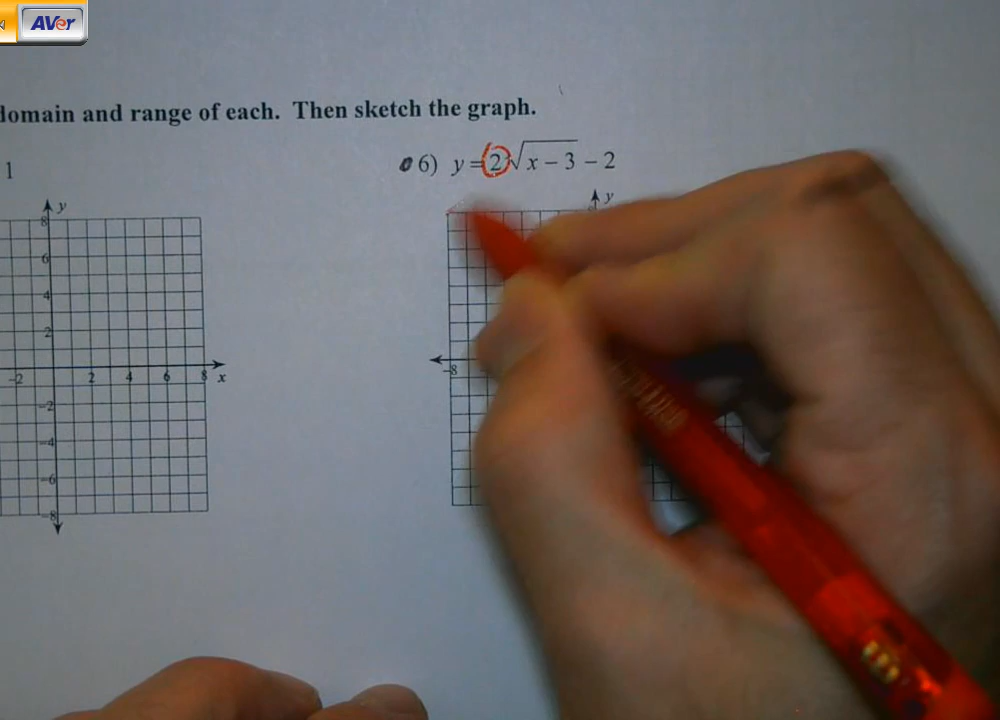 AVer
domain and range of each. Then sketch the graph.
1
6) y = 2√x − 3 − 2
y
8
6
4
2
-2
2
4
6
8
x
-2
-4
-6
-8
y
-8